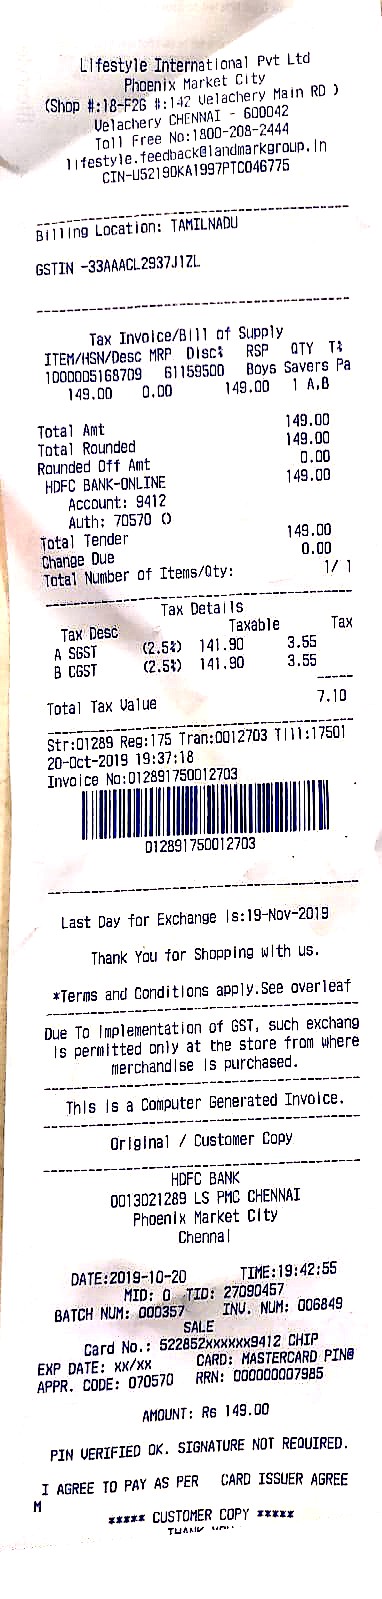 Lifestyle International Pvt Ltd
Phoenix Market City
(Shop #:18-F26 #:142 Velachery Main RD )
Velachery CHENNAI - 600042
Toll Free No:1800-208-2444
lifestyle.feedback@landmarkgroup.in
CIN-U52190KA1997PTC046775
Billing Location: TAMILNADU
GSTIN -33AAACL2937J1ZL
Tax Invoice/Bill of Supply
ITEM/HSN/Desc MRP Disc% RSP QTY T%
1000005168709 61159500 Boys Savers Pa
149.00 0.00 149.00 1 A,B
Total Amt 149.00
Total Rounded 149.00
Rounded Off Amt 0.00
HDFC BANK-ONLINE 149.00
Account: 9412
Auth: 70570 ()
Total Tender 149.00
Change Due 0.00
Total Number of Items/Qty: 1/ 1
Tax Details
Tax Desc Taxable Tax
A SGST (2.5%) 141.90 3.55
B CGST (2.5%) 141.90 3.55
Total Tax Value 7.10
Str:01289 Reg:175 Tran:0012703 Till:17501
20-Oct-2019 19:37:18
Invoice No:012891750012703
012891750012703
Last Day for Exchange is:19-Nov-2019
Thank You for Shopping with us.
*Terms and Conditions apply.See overleaf
Due To Implementation of GST, such exchang
is permitted only at the store from where
merchandise is purchased.
This is a Computer Generated Invoice.
Original / Customer Copy
HDFC BANK
0013021289 LS PMC CHENNAI
Phoenix Market City
Chennai
DATE:2019-10-20 TIME:19:42:55
MID: 0 TID: 27090457
BATCH NUM: 000357 INV. NUM: 006849
SALE
Card No.: 522852xxxxxx9412 CHIP
EXP DATE: xx/xx CARD: MASTERCARD PIN@
APPR. CODE: 070570 RRN: 000000007985
AMOUNT: Rs 149.00
PIN VERIFIED OK. SIGNATURE NOT REQUIRED.
I AGREE TO PAY AS PER CARD ISSUER AGREE
M
***** CUSTOMER COPY *****